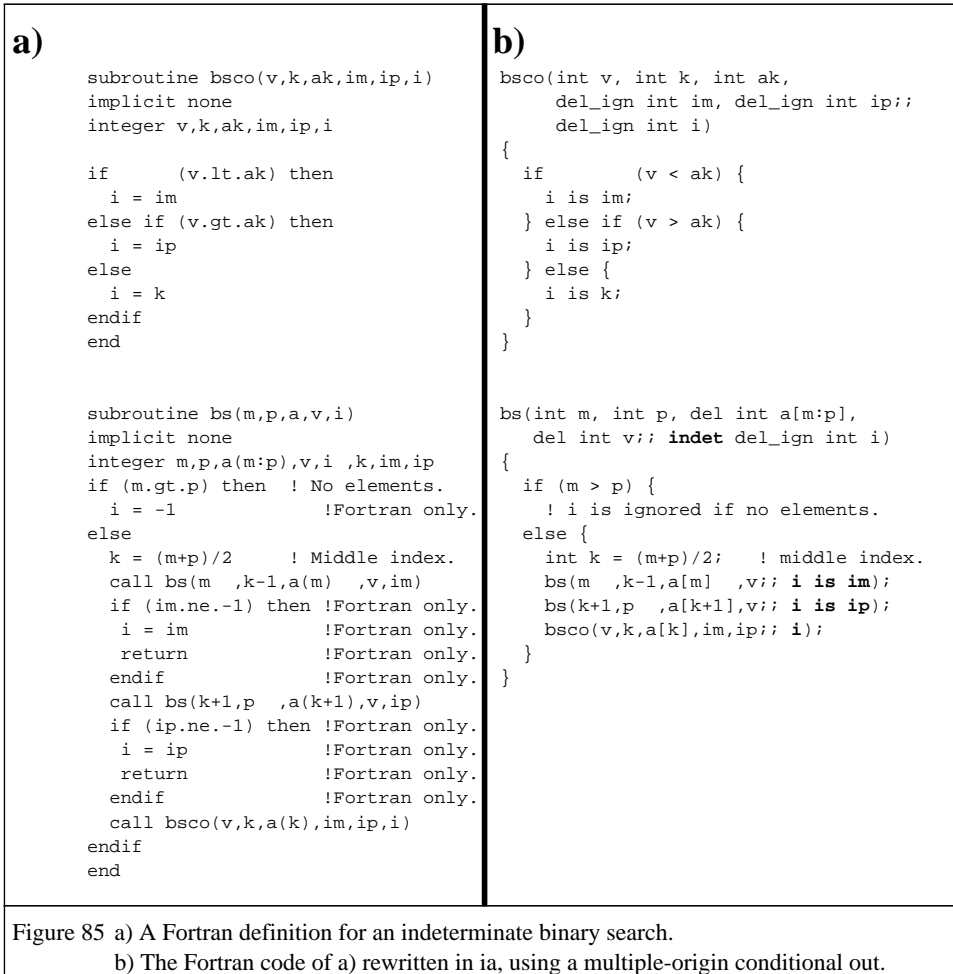 a)
subroutine bsco(v,k,ak,im,ip,i)
implicit none
integer v,k,ak,im,ip,i
if (v.lt.ak) then
i = im
else if (v.gt.ak) then
i = ip
else
i = k
endif
end
subroutine bs(m,p,a,v,i)
implicit none
integer m,p,a(m:p),v,i ,k,im,ip
if (m.gt.p) then ! No elements.
i = -1 !Fortran only.
else
k = (m+p)/2 ! Middle index.
call bs(m ,k-1,a(m) ,v,im)
if (im.ne.-1) then !Fortran only.
i = im !Fortran only.
return !Fortran only.
endif !Fortran only.
call bs(k+1,p ,a(k+1),v,ip)
if (ip.ne.-1) then !Fortran only.
i = ip !Fortran only.
return !Fortran only.
endif !Fortran only.
call bsco(v,k,a(k),im,ip,i)
endif
end
b)
bsco(int v, int k, int ak,
del_ign int im, del_ign int ip;;
del_ign int i)
{
if (v < ak) {
i is im;
} else if (v > ak) {
i is ip;
} else {
i is k;
}
}
bs(int m, int p, del int a[m:p],
del int v;; indet del_ign int i)
{
if (m > p) {
! i is ignored if no elements.
else {
int k = (m+p)/2; ! middle index.
bs(m ,k-1,a[m] ,v;; i is im);
bs(k+1,p ,a[k+1],v;; i is ip);
bsco(v,k,a[k],im,ip;; i);
}
}
Figure 85 a) A Fortran definition for an indeterminate binary search.
b) The Fortran code of a) rewritten in ia, using a multiple-origin conditional out.